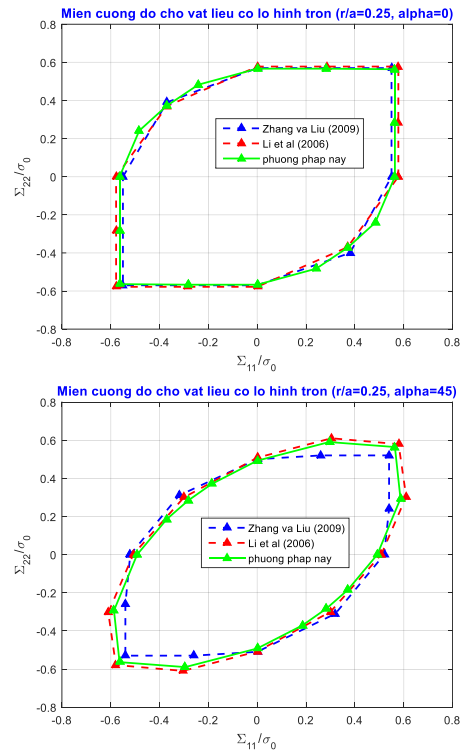 Mien cuong do cho vat lieu co lo hinh tron (r/a=0.25, alpha=0)
0.8
0.6
0.4
0.2
0
-0.2
-0.4
-0.6
-0.8
Σ22/σ0
Zhang va Liu (2009)
Li et al (2006)
phuong phap nay
-0.8 -0.6 -0.4 -0.2 0 0.2 0.4 0.6 0.8
Σ11/σ0
Mien cuong do cho vat lieu co lo hinh tron (r/a=0.25, alpha=45)
0.8
0.6
0.4
0.2
0
-0.2
-0.4
-0.6
-0.8
Σ22/σ0
Zhang va Liu (2009)
Li et al (2006)
phuong phap nay
-0.8 -0.6 -0.4 -0.2 0 0.2 0.4 0.6 0.8
Σ11/σ0